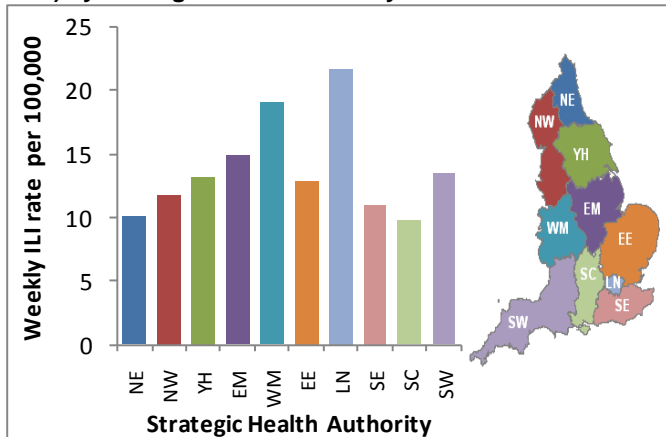 25
20
15
10
5
0
Weekly ILI rate per 100,000
NE
NW
YH
EM
WM
EE
LN
SE
SC
SW
Strategic Health Authority
NE
NW
YH
EM
WM
EE
SC
LN
SE
SW